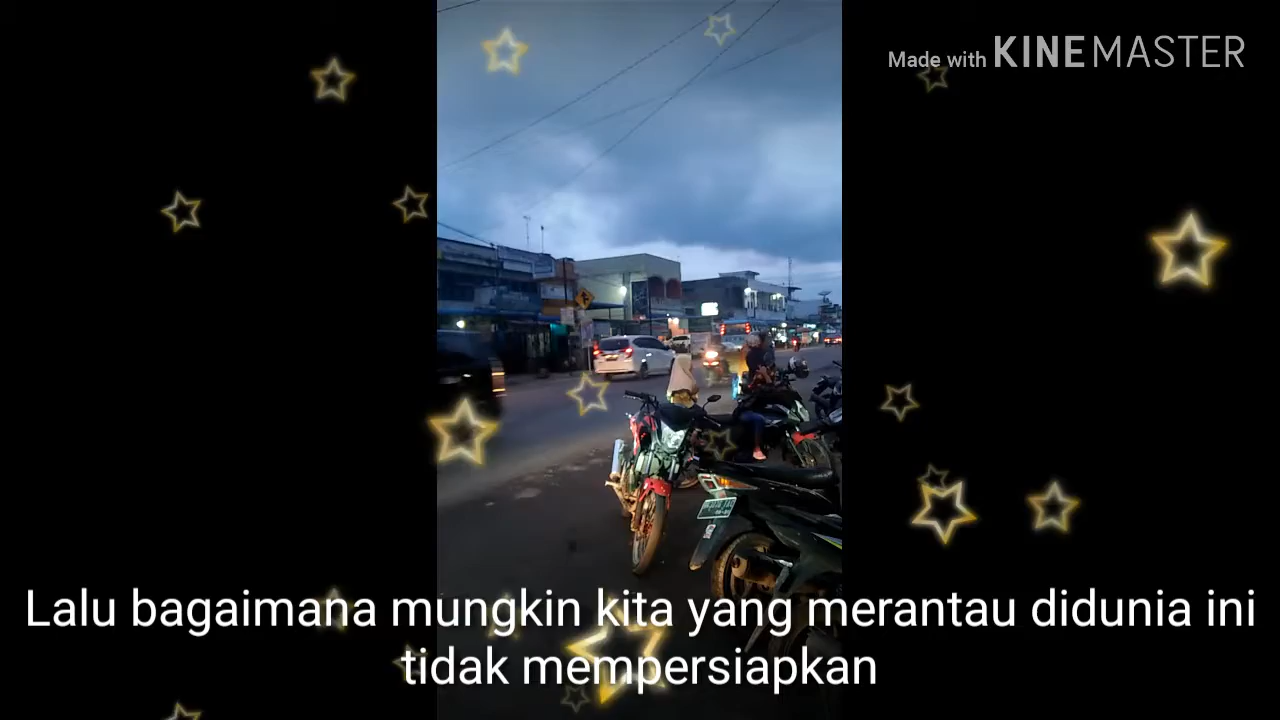 Made with KINEMASTER
Lalu bagaimana mungkin kita yang merantau didunia ini
tidak mempersiapkan